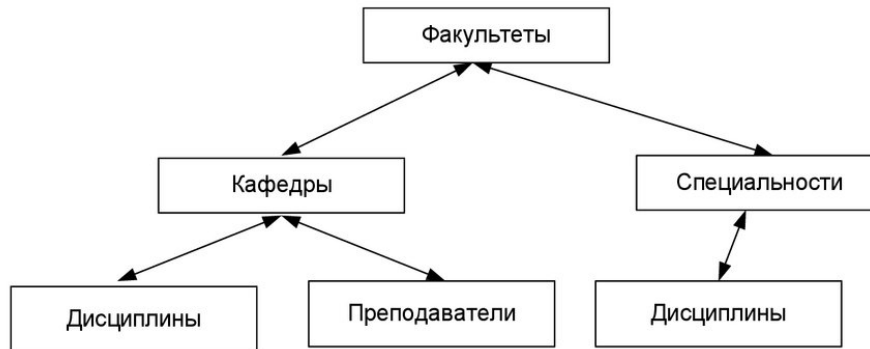 Факультеты
Кафедры
Специальности
Дисциплины
Преподаватели
Дисциплины